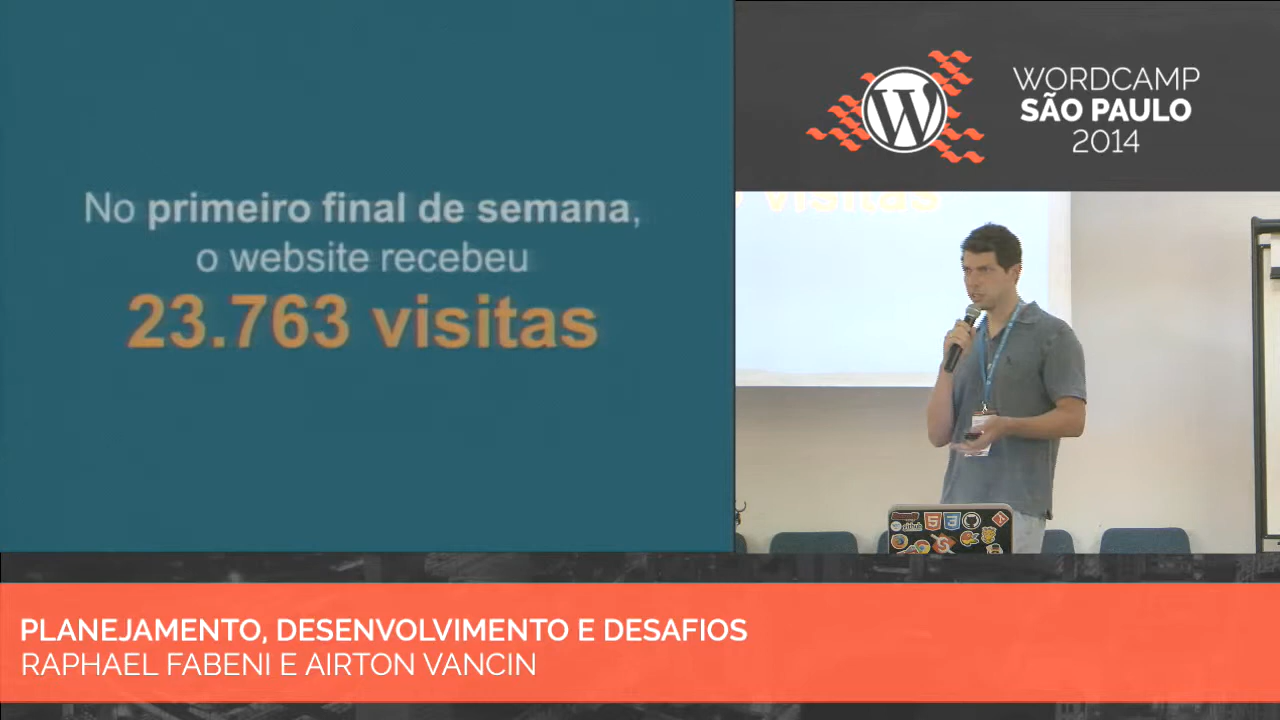 No primeiro final de semana,
o website recebeu
23.763 visitas
WORDCAMP
SÃO PAULO
2014
visitas
PLANEJAMENTO, DESENVOLVIMENTO E DESAFIOS
RAPHAEL FABENI E AIRTON VANCIN